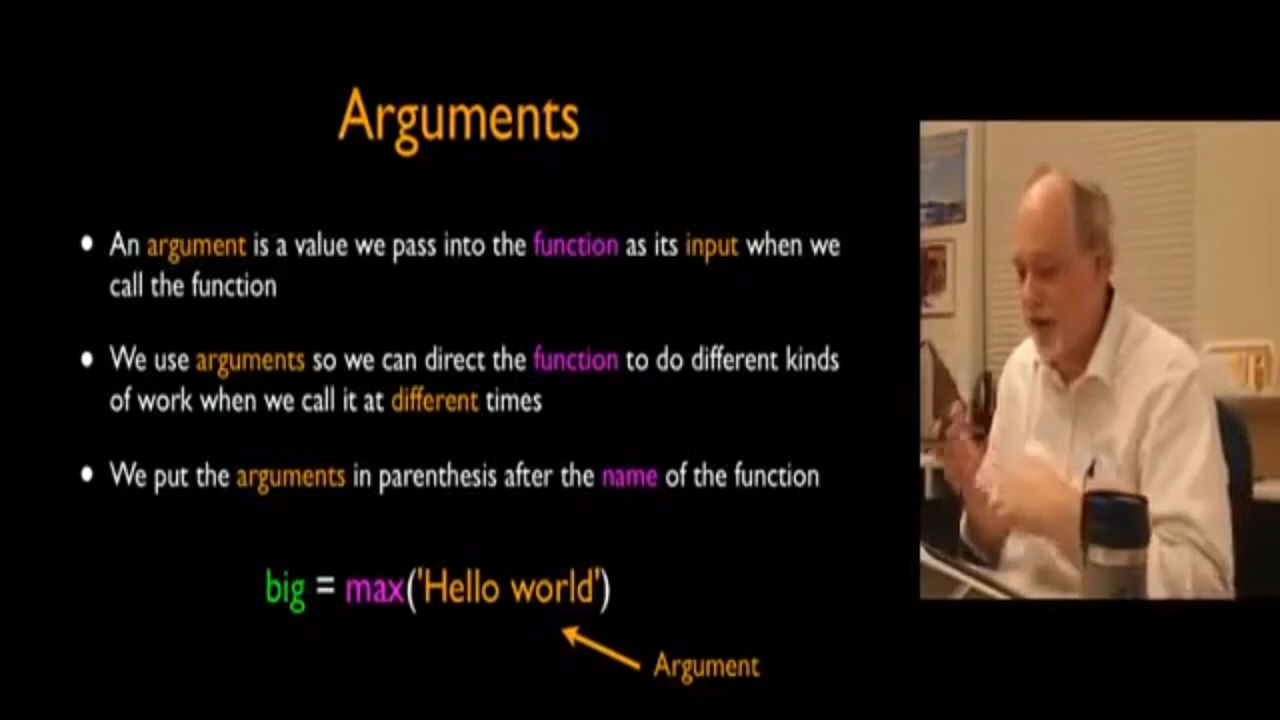 Arguments
• An argument is a value we pass into the function as its input when we
call the function
• We use arguments so we can direct the function to do different kinds
of work when we call it at different times
• We put the arguments in parenthesis after the name of the function
big = max('Hello world')
Argument